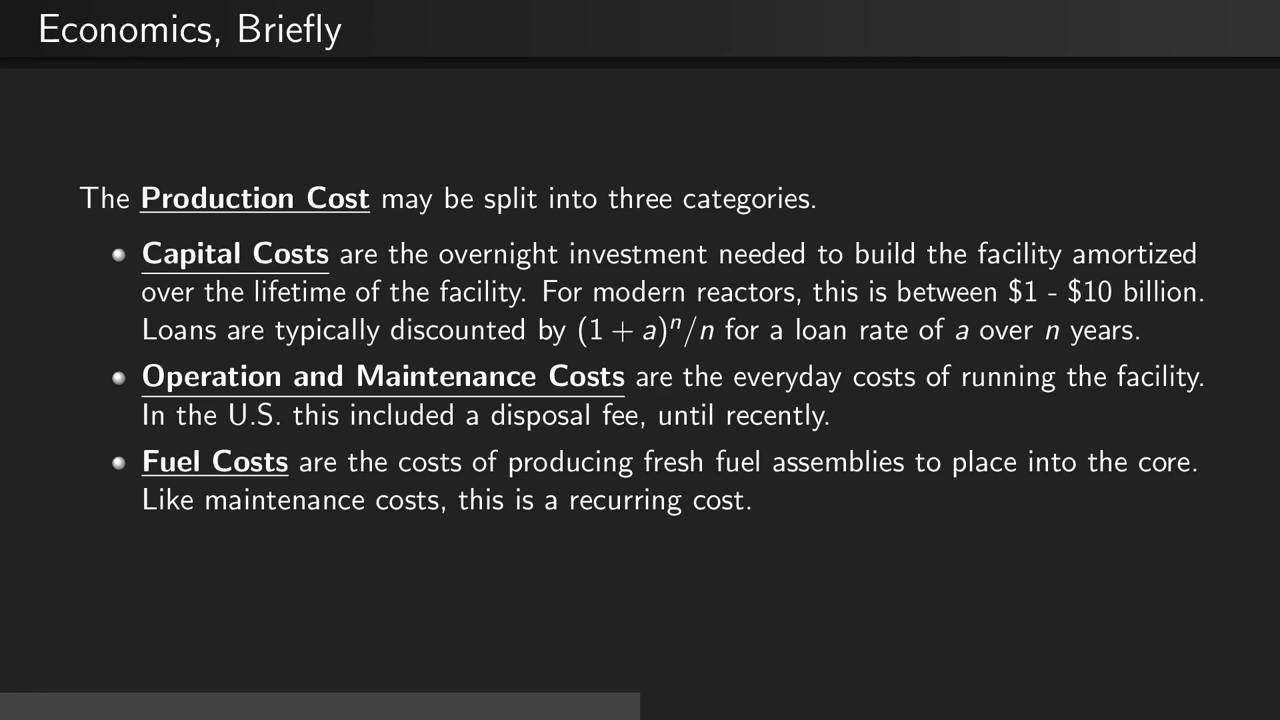 Economics, Briefly
The Production Cost may be split into three categories.
Capital Costs are the overnight investment needed to build the facility amortized
over the lifetime of the facility. For modern reactors, this is between $1 - $10 billion.
Loans are typically discounted by (1 + a)ⁿ/n for a loan rate of a over n years.
Operation and Maintenance Costs are the everyday costs of running the facility.
In the U.S. this included a disposal fee, until recently.
Fuel Costs are the costs of producing fresh fuel assemblies to place into the core.
Like maintenance costs, this is a recurring cost.